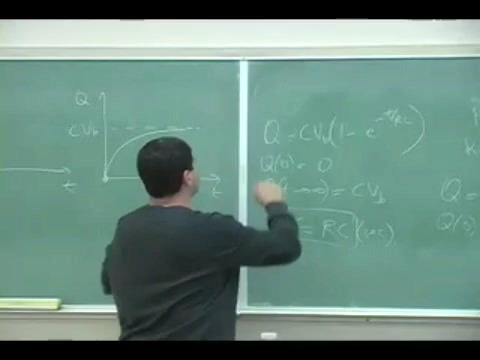 Q
CV_b
t
t
Q = CV_b(1 - e^{-t/RC})
Q(0) = 0
→∞) = CV_b
= RC (sec)
K
Q =
Q(0)